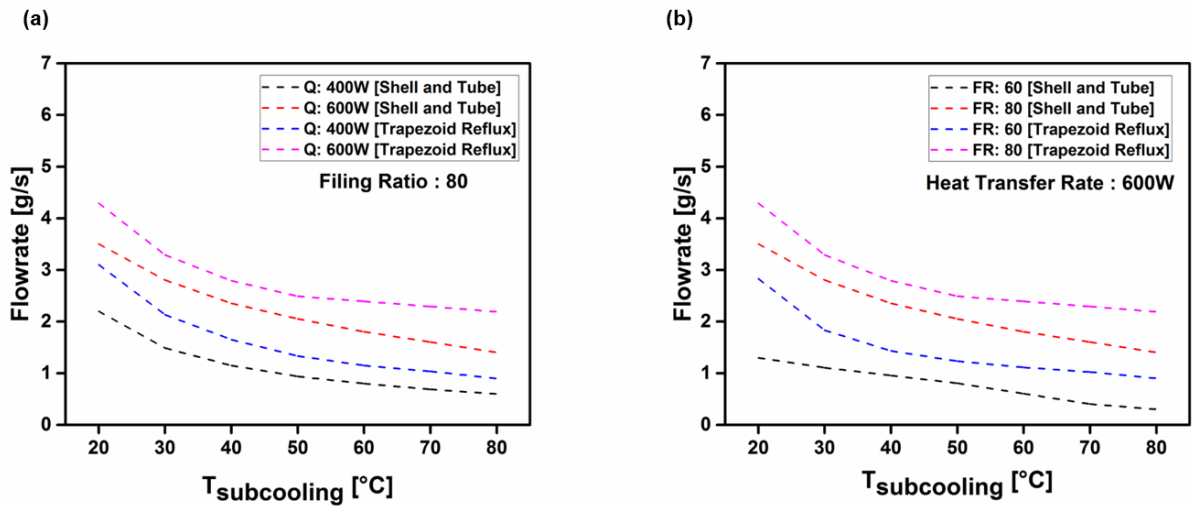 (a)
7
6
5
4
3
2
1
0
Flowrate [g/s]
Q: 400W [Shell and Tube]
Q: 600W [Shell and Tube]
Q: 400W [Trapezoid Reflux]
Q: 600W [Trapezoid Reflux]
Filing Ratio : 80
20 30 40 50 60 70 80
Tsubcooling [°C]
(b)
7
6
5
4
3
2
1
0
Flowrate [g/s]
FR: 60 [Shell and Tube]
FR: 80 [Shell and Tube]
FR: 60 [Trapezoid Reflux]
FR: 80 [Trapezoid Reflux]
Heat Transfer Rate : 600W
20 30 40 50 60 70 80
Tsubcooling [°C]